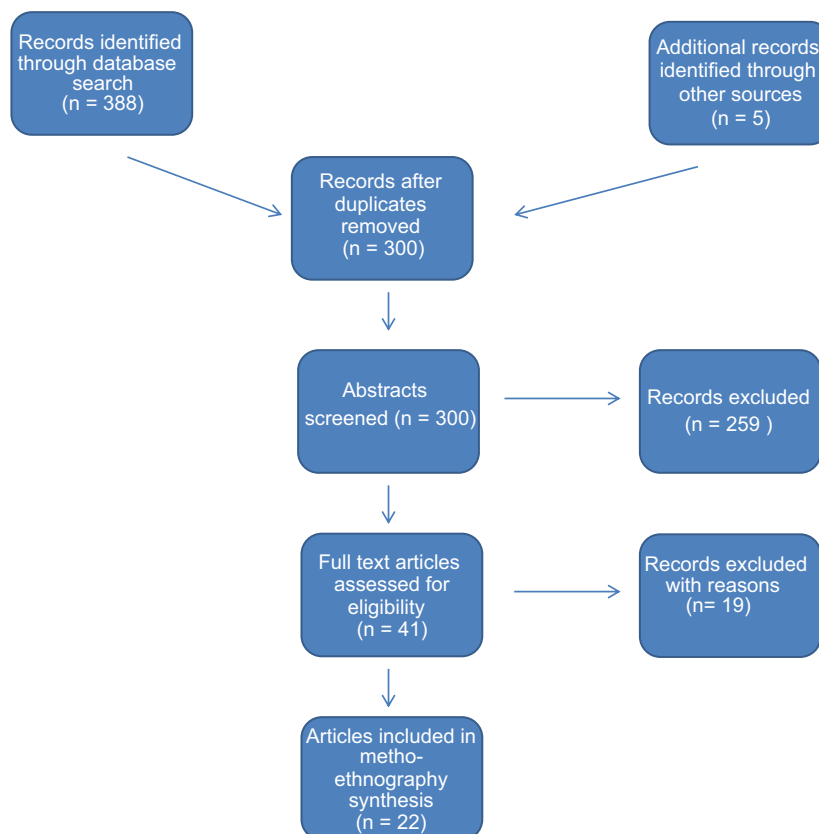 Records identified
through database
search
(n = 388)
Additional records
identified through
other sources
(n = 5)
Records after
duplicates
removed
(n = 300)
Abstracts
screened (n = 300)
Records excluded
(n = 259 )
Full text articles
assessed for
eligibility
(n = 41)
Records excluded
with reasons
(n= 19)
Articles included in
metho-
ethnography
synthesis
(n = 22)